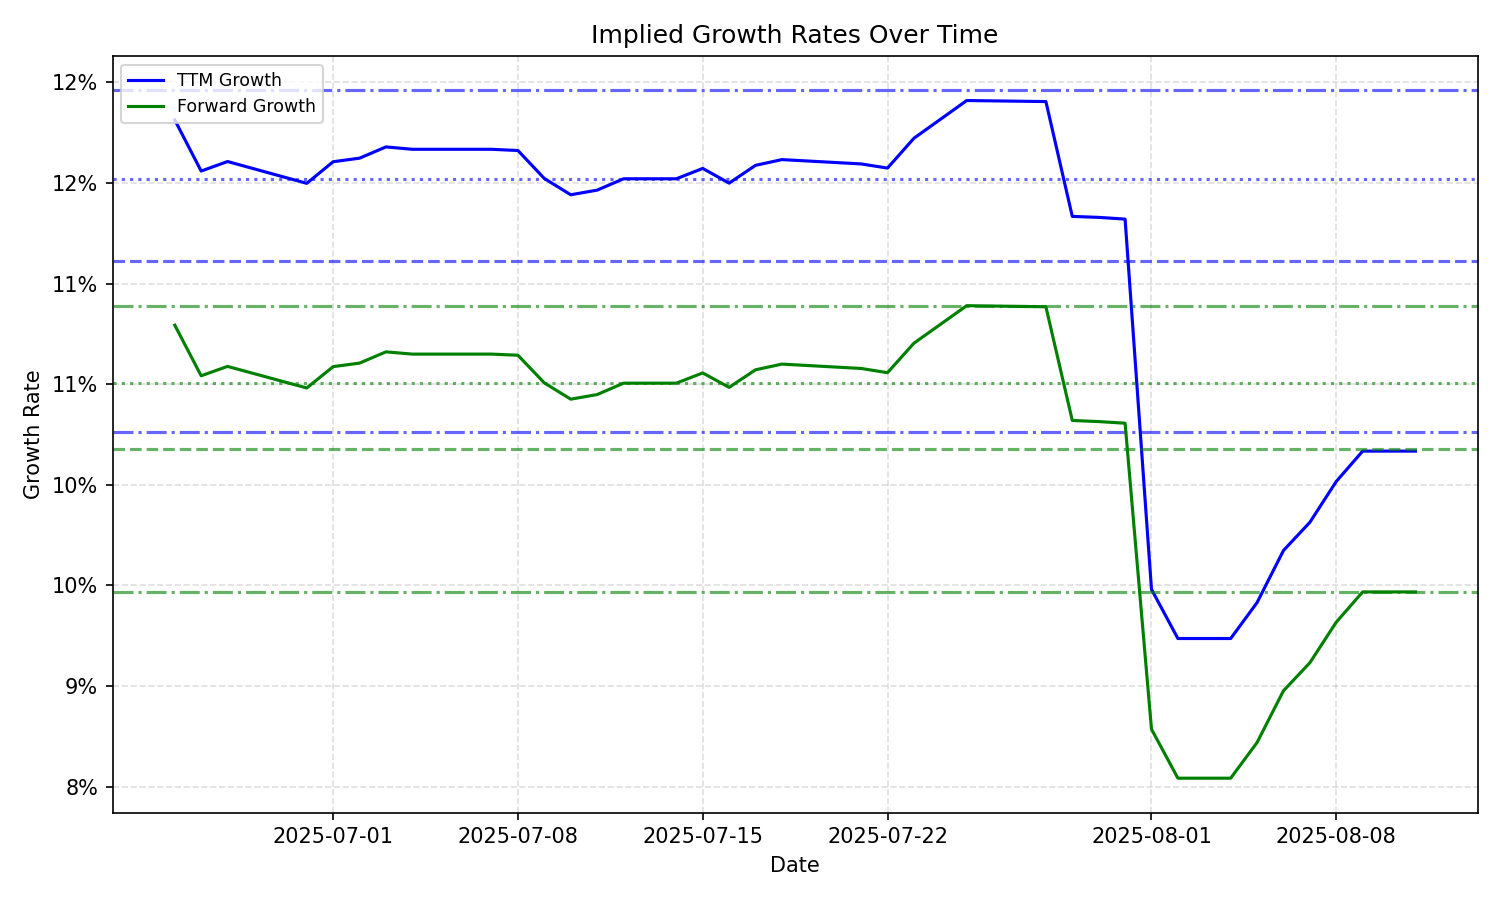 Implied Growth Rates Over Time
TTM Growth
Forward Growth
12%
12%
11%
11%
10%
10%
9%
8%
Growth Rate
2025-07-01
2025-07-08
2025-07-15
2025-07-22
2025-08-01
2025-08-08
Date